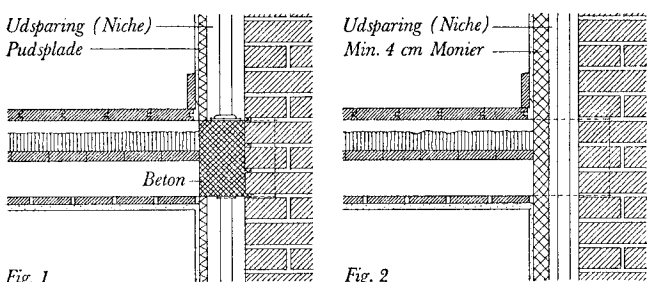 Udsparing (Niche)
Pudsplade
Beton
Fig. 1
Udsparing (Niche)
Min. 4 cm Monier
Fig. 2